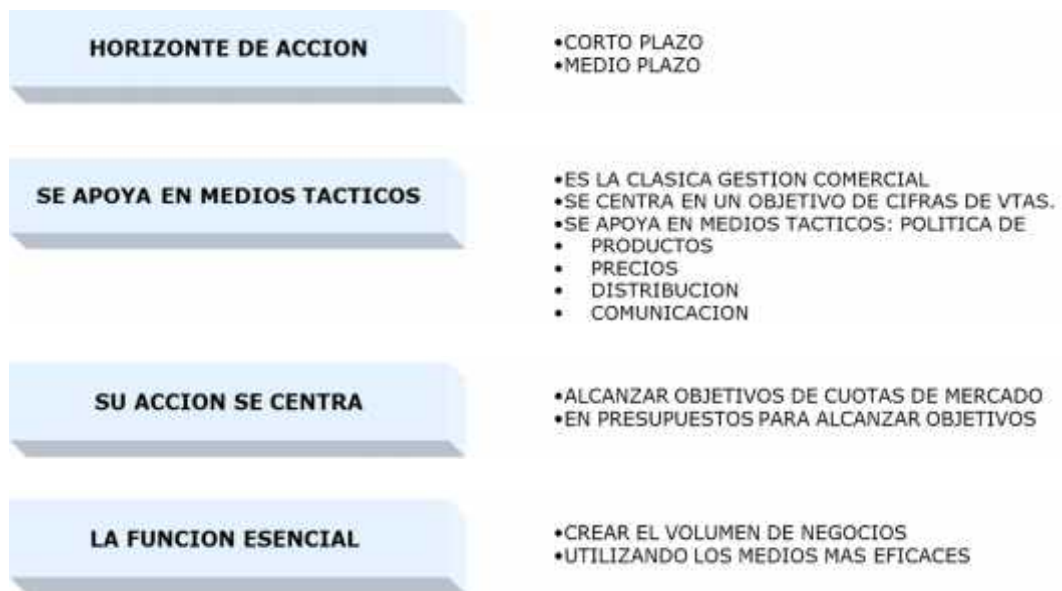 HORIZONTE DE ACCION
•CORTO PLAZO
•MEDIO PLAZO
SE APOYA EN MEDIOS TACTICOS
•ES LA CLASICA GESTION COMERCIAL
•SE CENTRA EN UN OBJETIVO DE CIFRAS DE VTAS.
•SE APOYA EN MEDIOS TACTICOS: POLITICA DE
• PRODUCTOS
• PRECIOS
• DISTRIBUCION
• COMUNICACION
SU ACCION SE CENTRA
•ALCANZAR OBJETIVOS DE CUOTAS DE MERCADO
•EN PRESUPUESTOS PARA ALCANZAR OBJETIVOS
LA FUNCION ESENCIAL
•CREAR EL VOLUMEN DE NEGOCIOS
•UTILIZANDO LOS MEDIOS MAS EFICACES